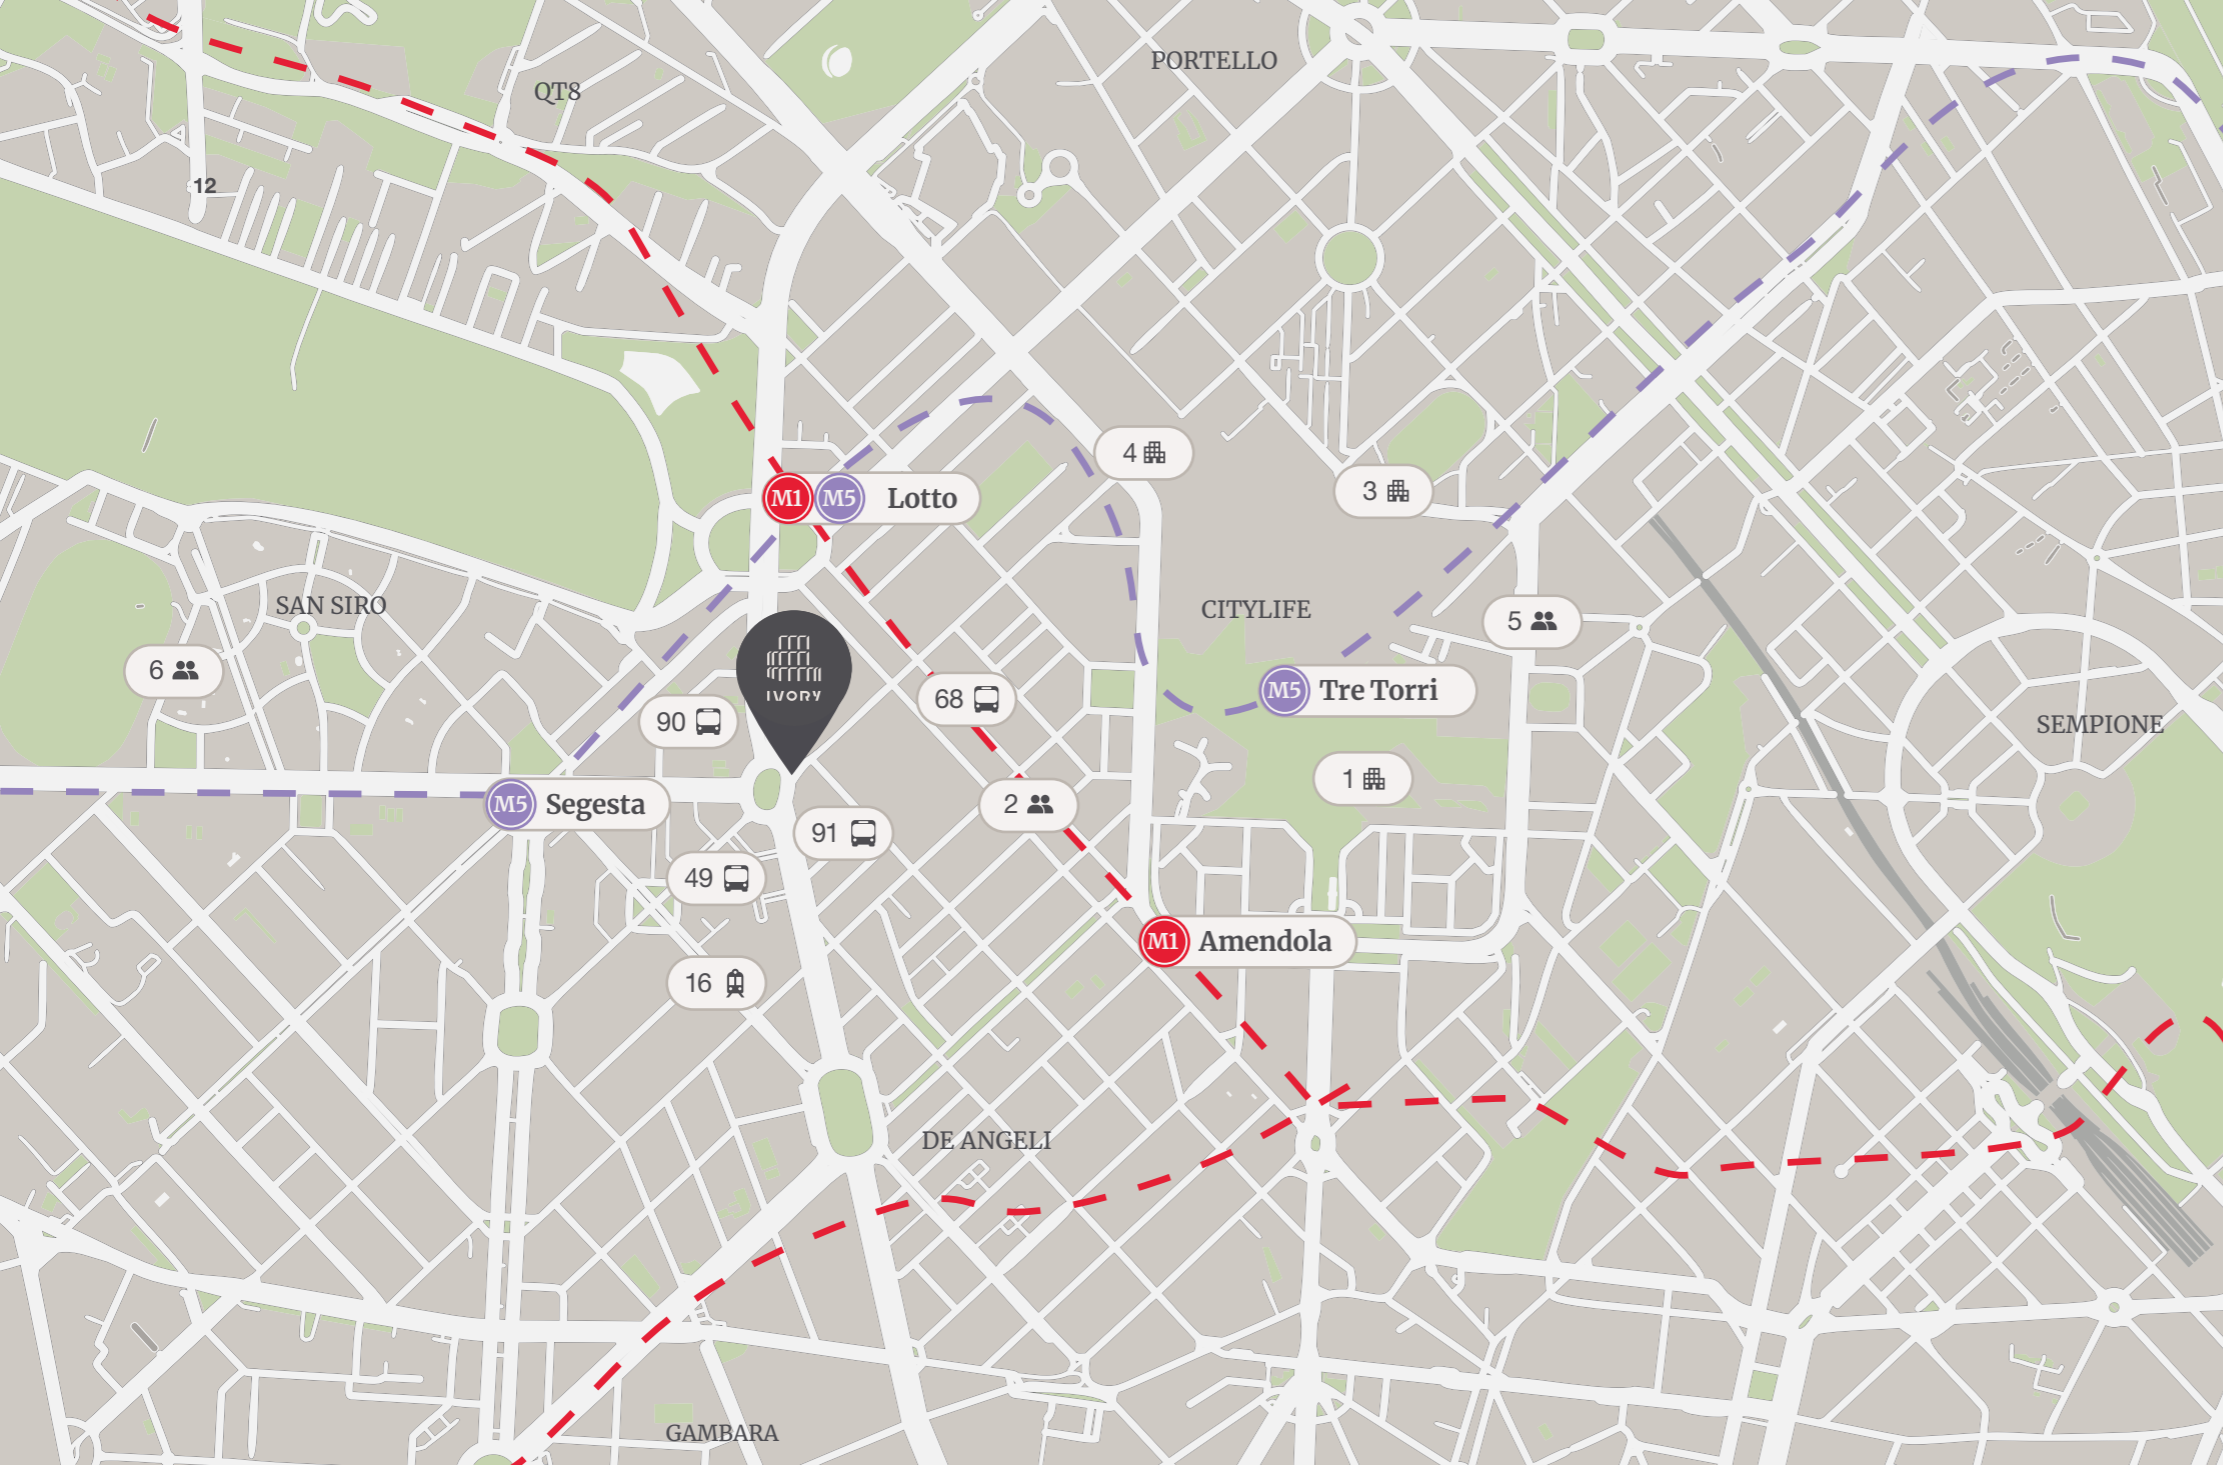 PORTELLO
QT8
12
4
3
M1 M5 Lotto
SAN SIRO
CITYLIFE
5
6
IVORY
68
M5 Tre Torri
90
SEMPIONE
1
M5 Segesta
2
91
49
M1 Amendola
16
DE ANGELI
GAMBARA